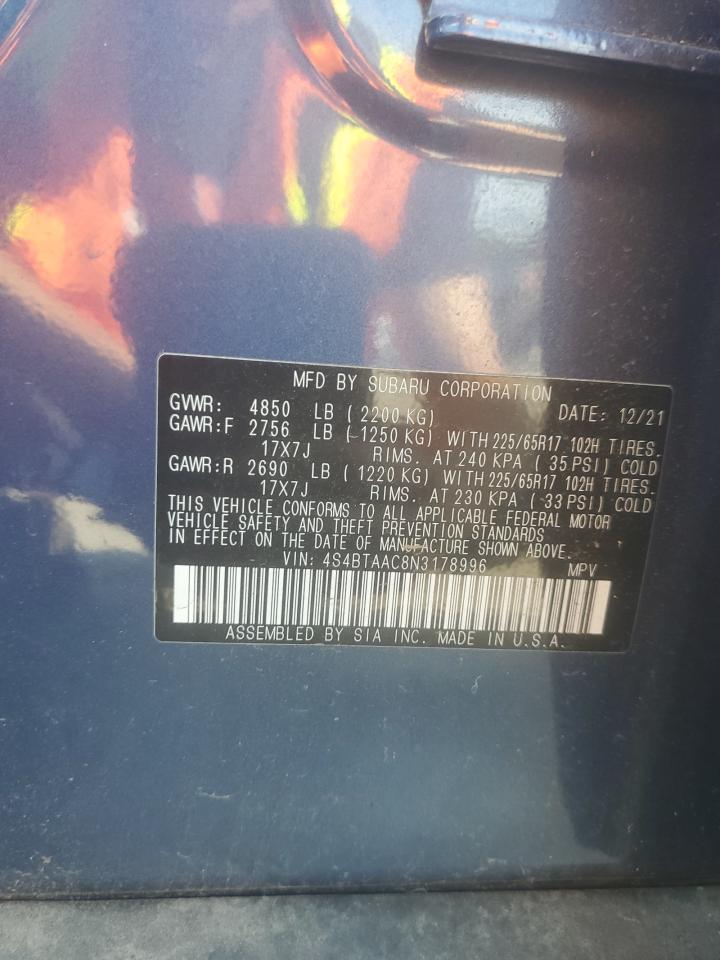 MFD BY SUBARU CORPORATION
GVWR: 4850 LB (2200 KG) DATE: 12/21
GAWR:F 2756 LB (1250 KG) WITH 225/65R17 102H TIRES.
17X7J RIMS. AT 240 KPA (35 PSI) COLD
GAWR:R 2690 LB (1220 KG) WITH 225/65R17 102H TIRES.
17X7J RIMS. AT 230 KPA (33 PSI) COLD
THIS VEHICLE CONFORMS TO ALL APPLICABLE FEDERAL MOTOR
VEHICLE SAFETY AND THEFT PREVENTION STANDARDS
IN EFFECT ON THE DATE OF MANUFACTURE SHOWN ABOVE.
VIN: 4S4BTAAC8N3178996 MPV
ASSEMBLED BY SIA INC. MADE IN U.S.A.